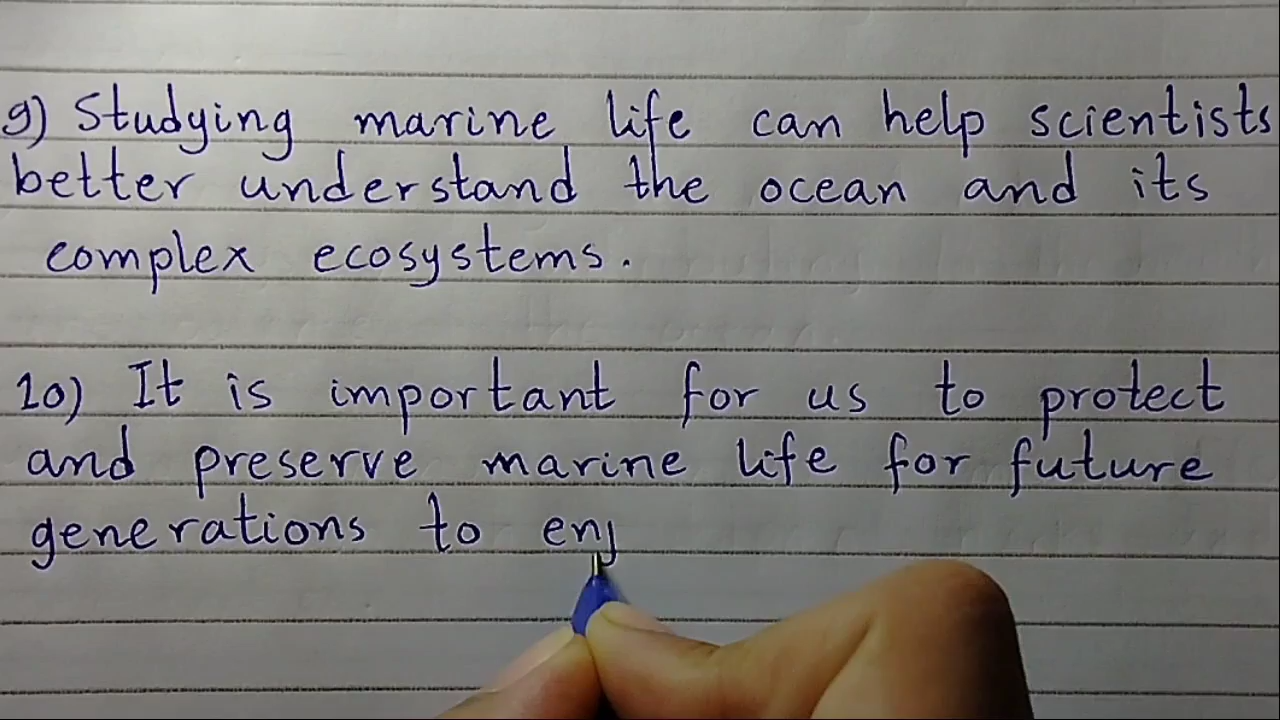 9) Studying marine life can help scientists
better understand the ocean and its
complex ecosystems.
10) It is important for us to protect
and preserve marine life for future
generations to enj